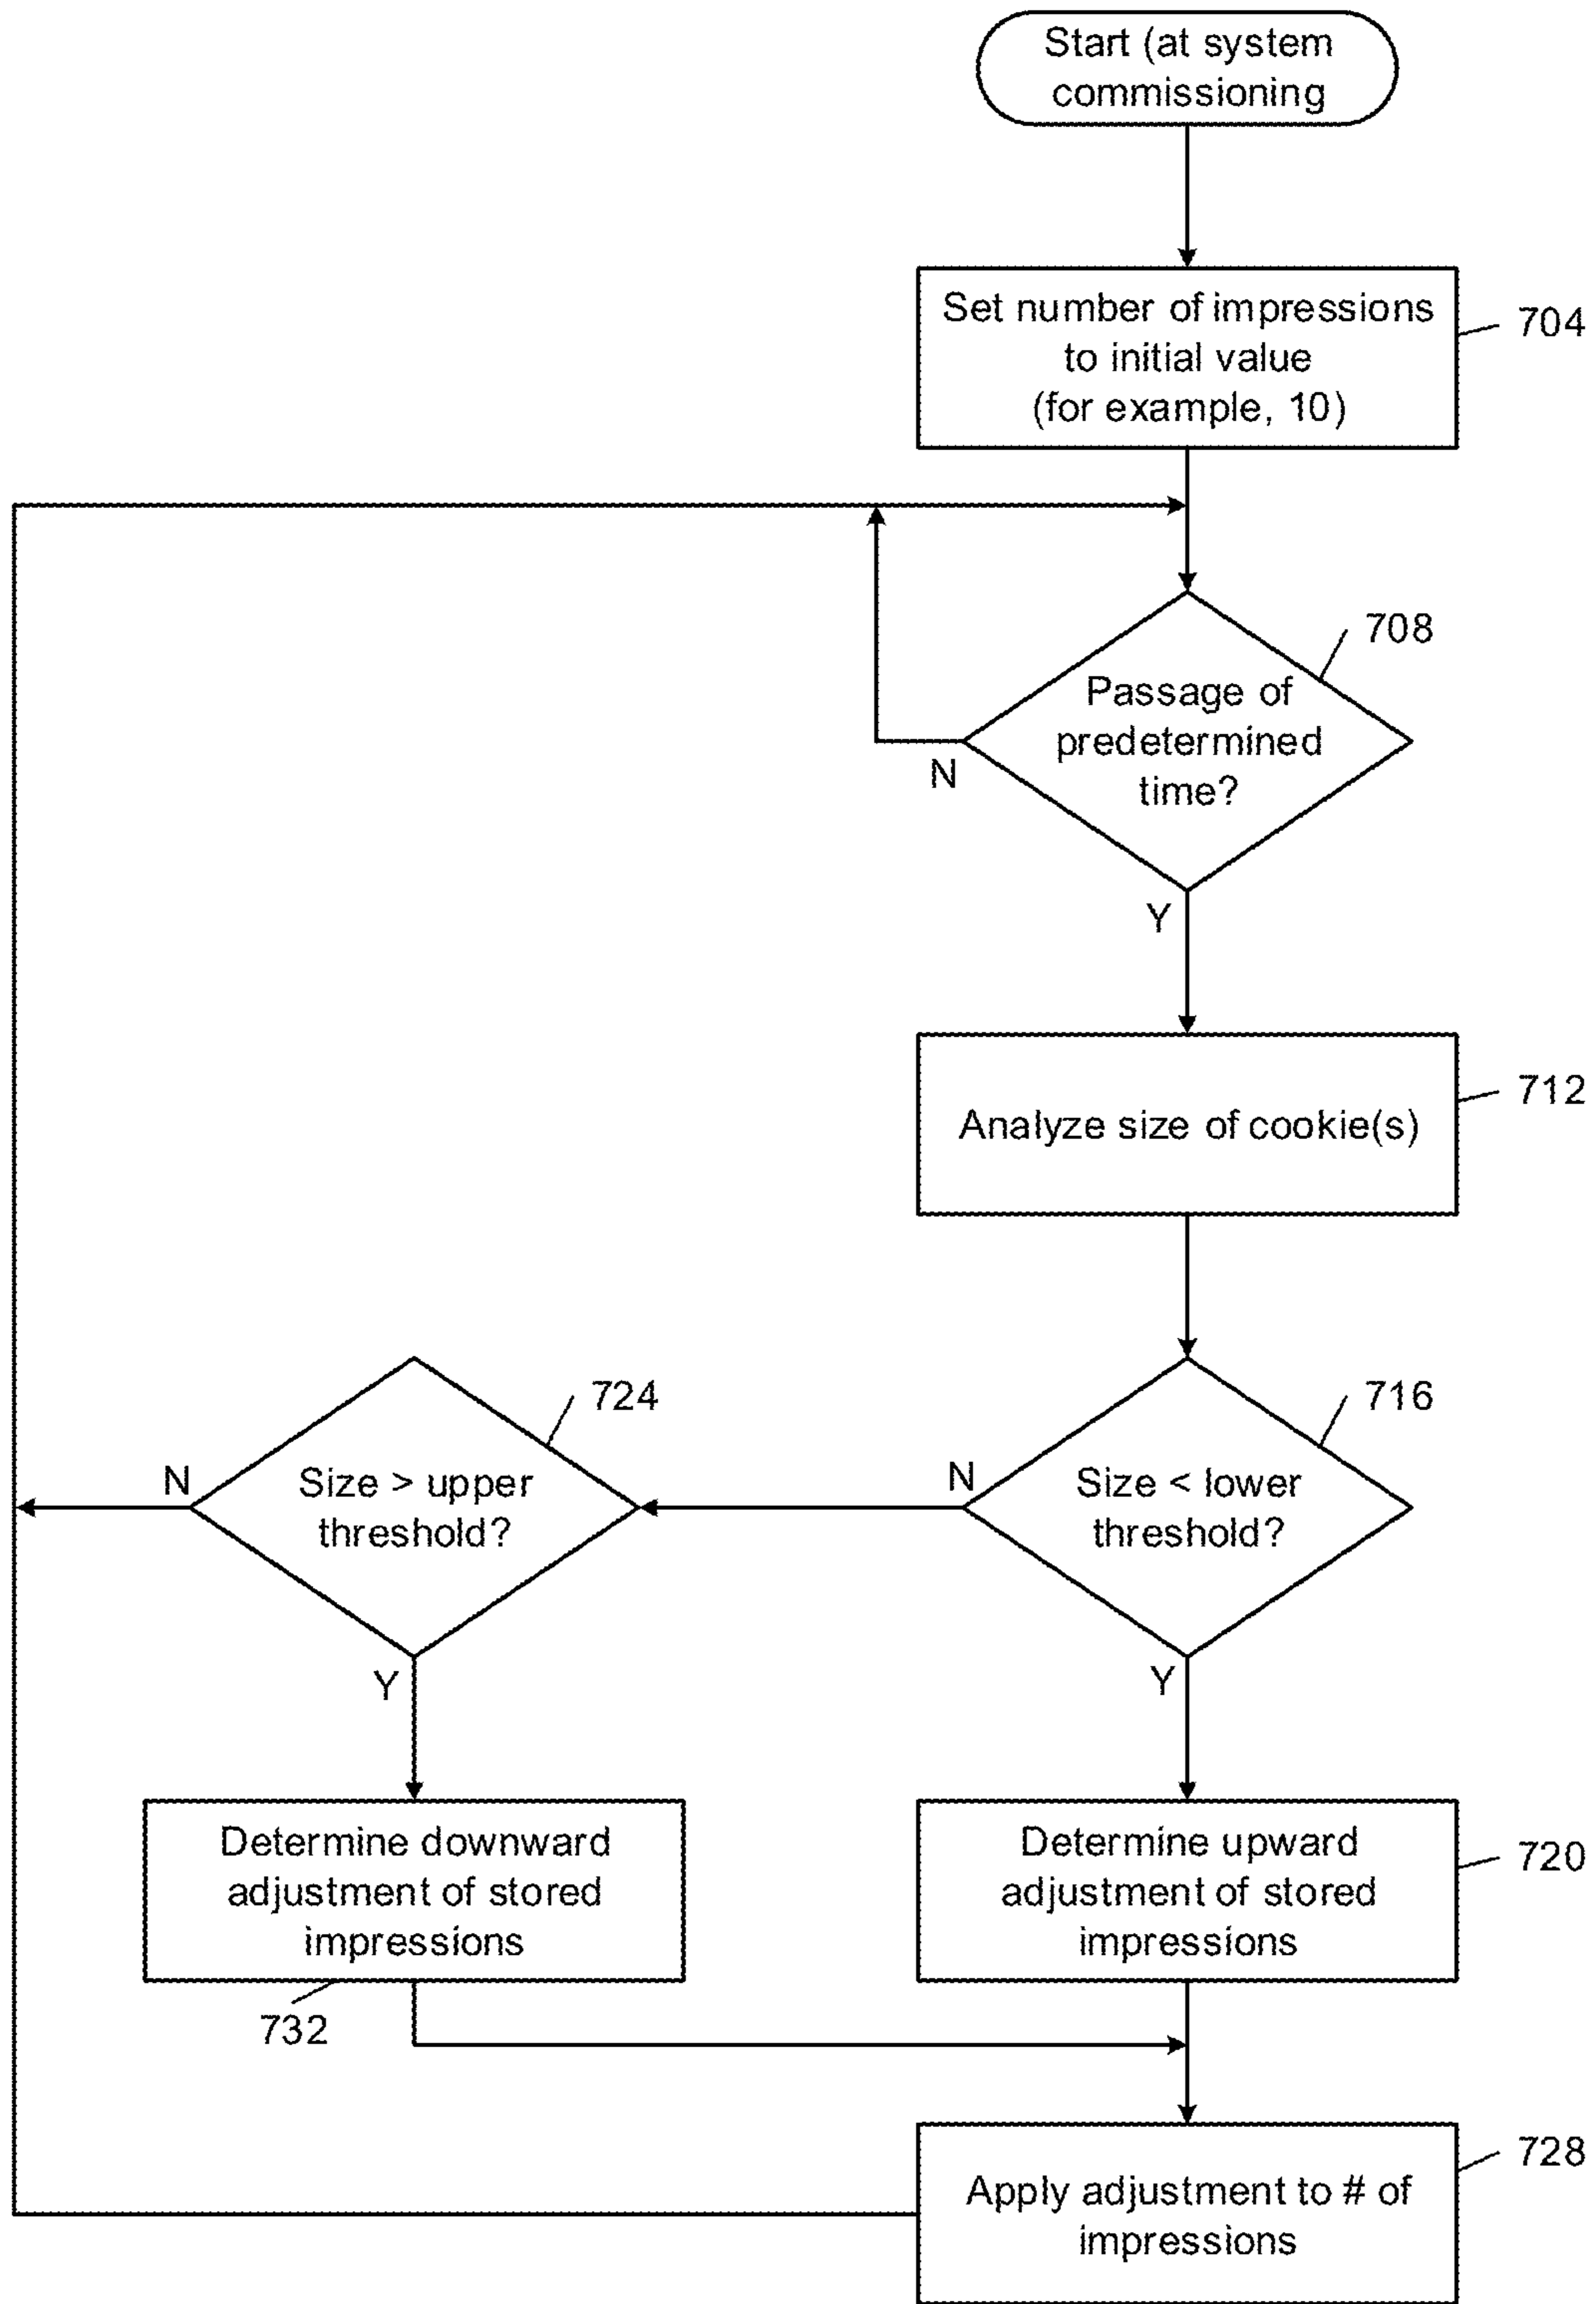 Start (at system
commissioning
Set number of impressions
to initial value
(for example, 10)
704
708
Passage of
predetermined
time?
N
Y
712
Analyze size of cookie(s)
724
716
N
Size > upper
threshold?
N
Size < lower
threshold?
Y
Y
Determine downward
adjustment of stored
impressions
732
Determine upward
adjustment of stored
impressions
720
728
Apply adjustment to # of
impressions